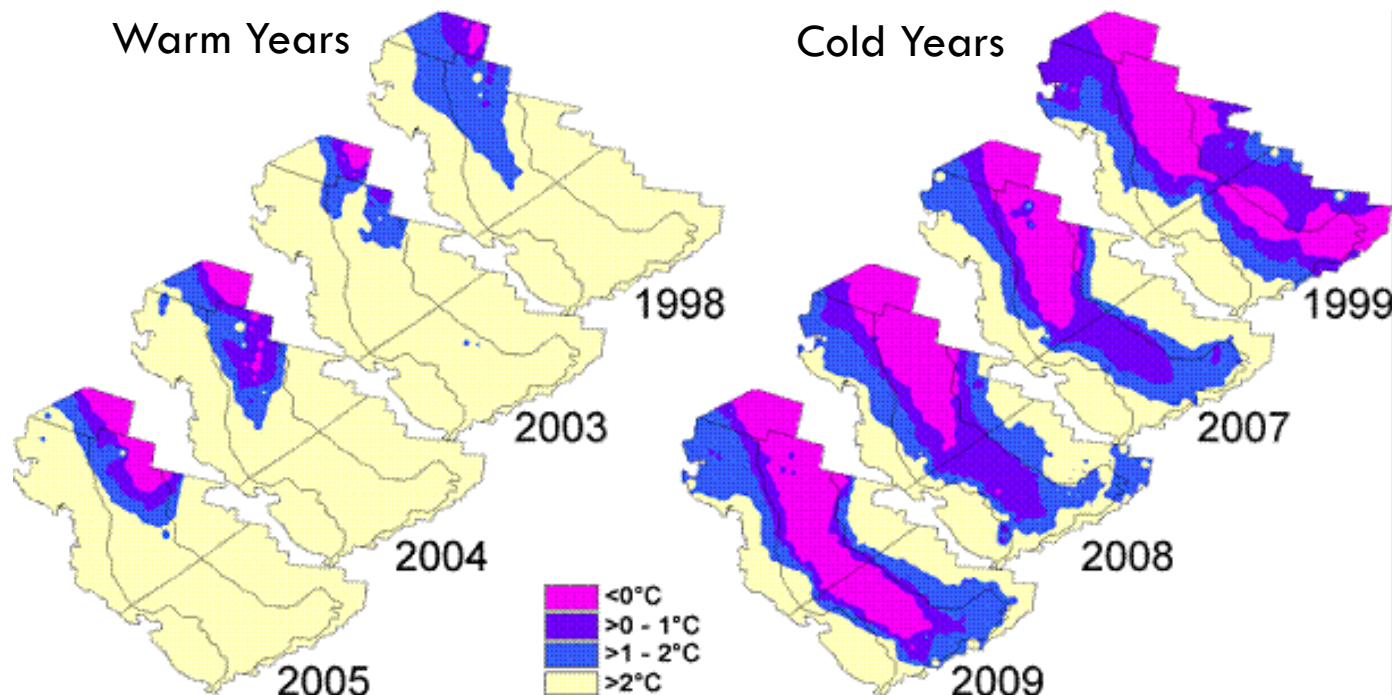 Warm Years
Cold Years
1998
1999
2003
2007
2004
2008
<0°C
>0 - 1°C
>1 - 2°C
>2°C
2005
2009